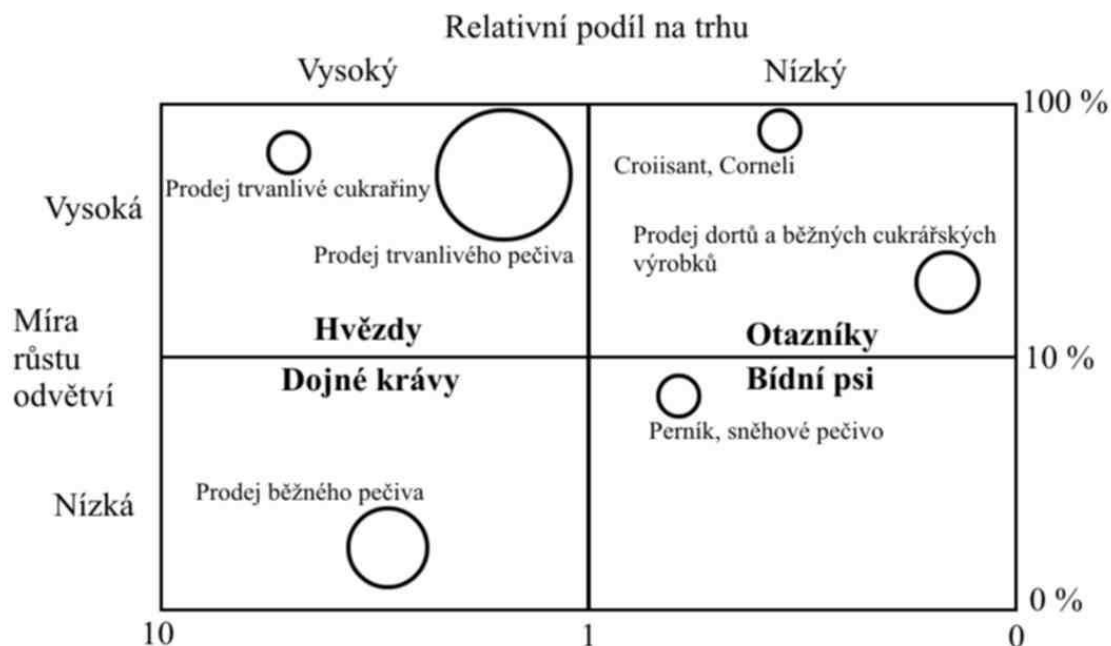 Relativní podíl na trhu
Vysoký
Nízký
100 %
Croiisant, Corneli
Prodej trvanlivé cukrařiny
Vysoká
Prodej dortů a běžných cukrářských
výrobků
Prodej trvanlivého pečiva
Míra
růstu
odvětví
Hvězdy
Otazníky
10 %
Dojné krávy
Bídní psi
Perník, sněhové pečivo
Prodej běžného pečiva
Nízká
0 %
10
1
0